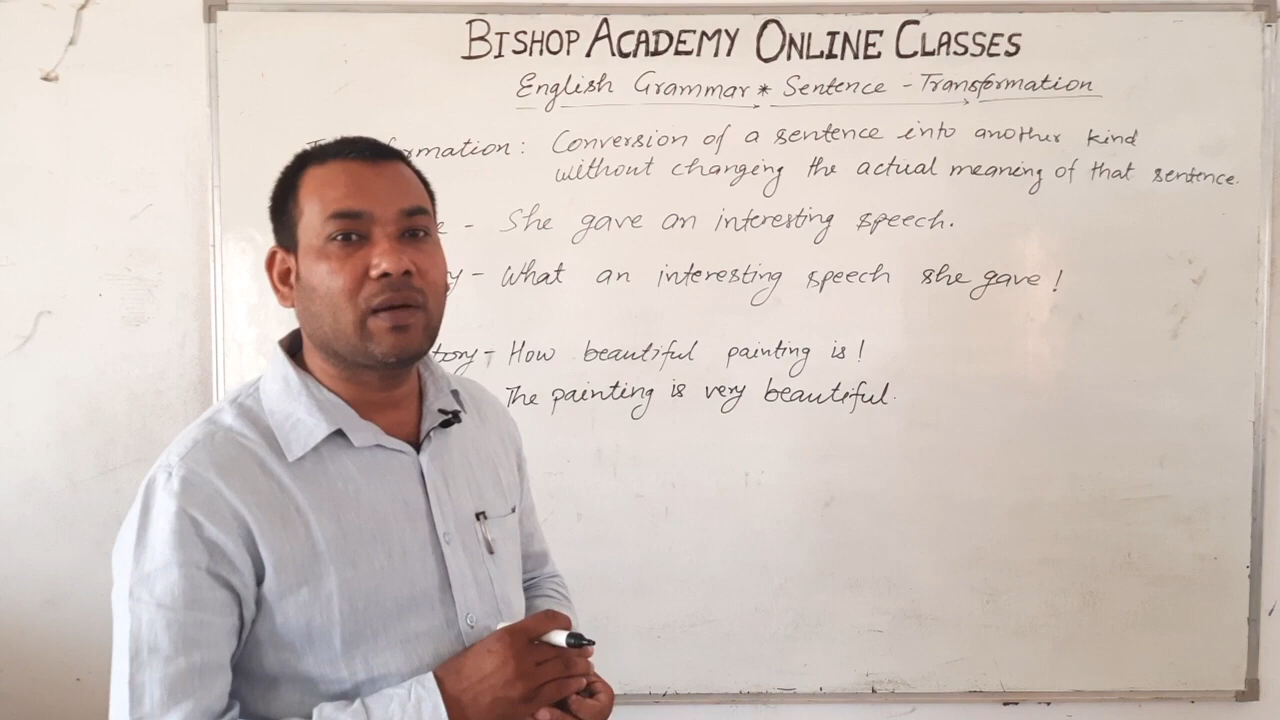 BISHOP ACADEMY ONLINE CLASSES
English Grammar * Sentence - Transformation
rmation : Conversion of a sentence into another kind
without changing the actual meaning of that sentence.
e - She gave an interesting speech.
y - What an interesting speech she gave !
tory - How beautiful painting is !
The painting is very beautiful.